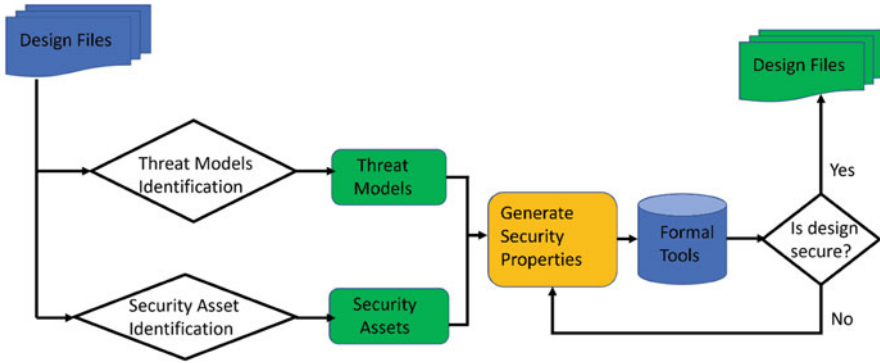 Design Files
Design Files
Threat Models
Identification
Threat
Models
Yes
Generate
Security
Properties
Formal
Tools
Is design
secure?
Security Asset
Identification
Security
Assets
No